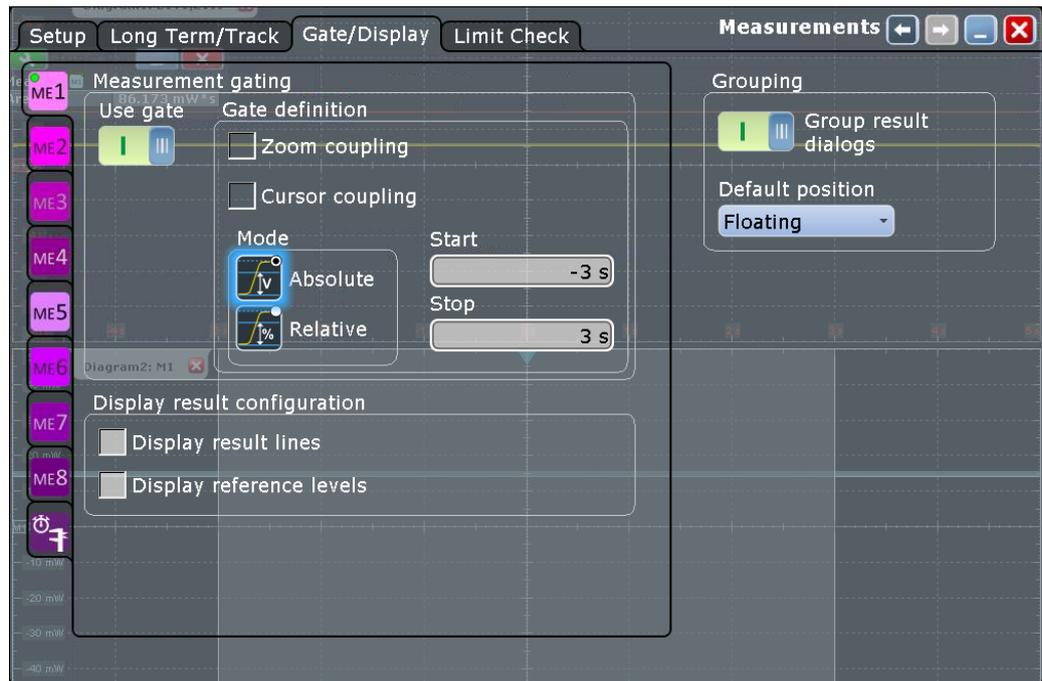 Measurements
Setup
Long Term/Track
Gate/Display
Limit Check
ME1
ME2
ME3
ME4
ME5
ME6
ME7
ME8
Measurement gating
86.173 mW*s
Use gate
Gate definition
Zoom coupling
Cursor coupling
Mode
Absolute
Relative
Start
-3 s
Stop
3 s
Diagram2: M1
Display result configuration
Display result lines
Display reference levels
Grouping
Group result
dialogs
Default position
Floating
-10 mW
-20 mW
-30 mW
-40 mW